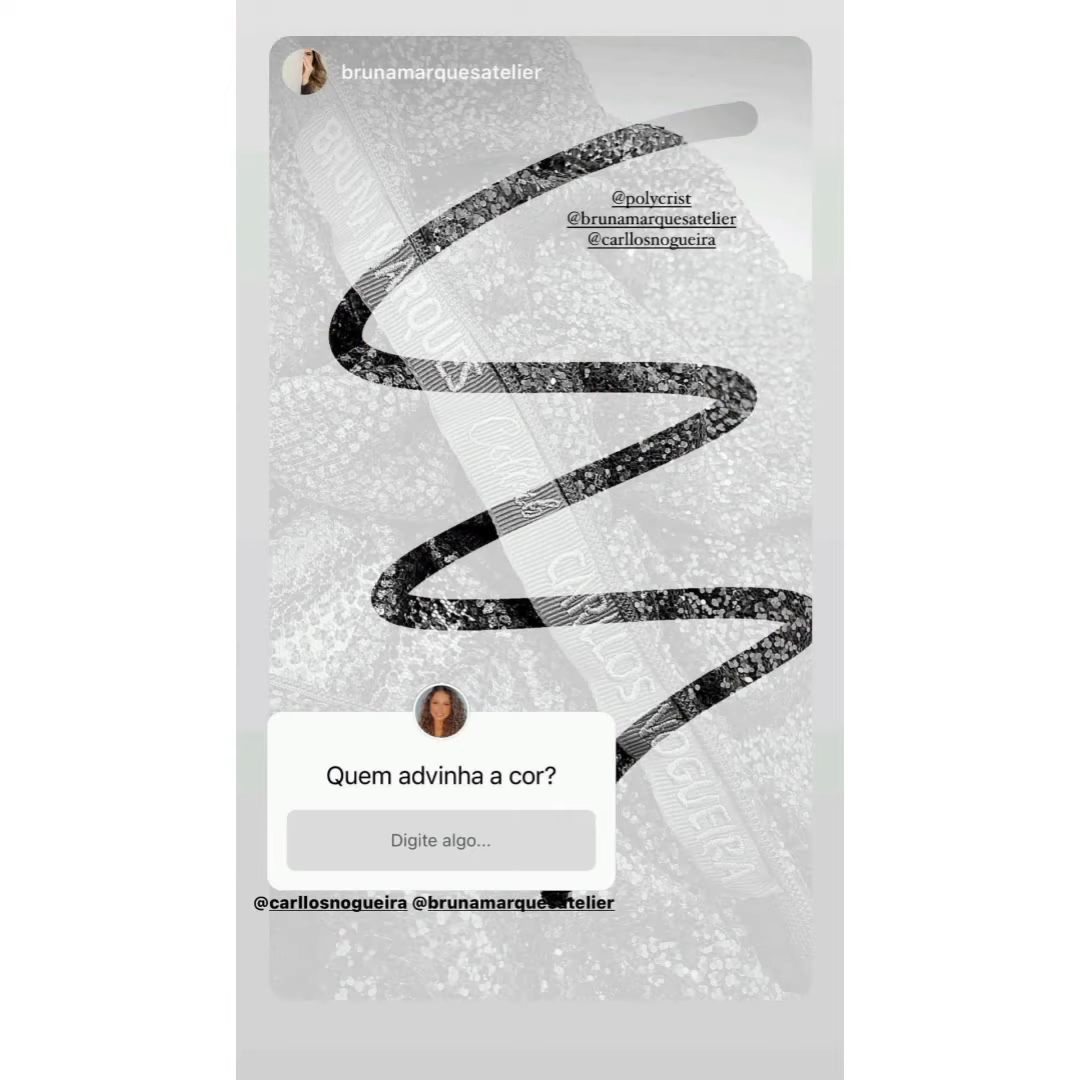 brunamarquesatelier
@polycrist
@brunamarquesatelier
@carllosnogueira
BRUNA MARQUES
CARLLOS NOGUEIRA
Quem advinha a cor?
Digite algo...
@carllosnogueira @brunamarquesatelier